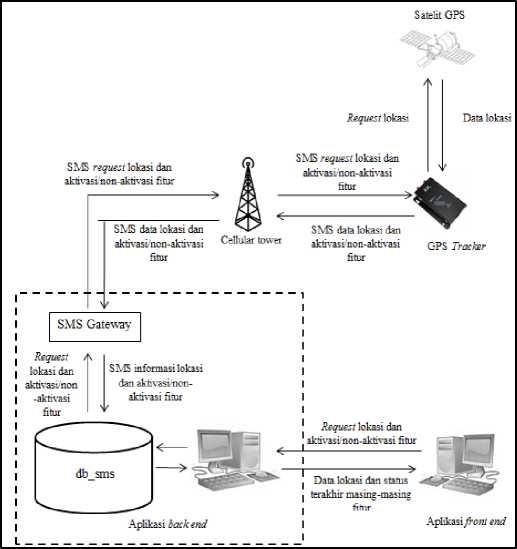 Satelit GPS
Request lokasi
Data lokasi
SMS request lokasi dan
aktivasi/non-aktivasi
fitur
SMS request lokasi dan
aktivasi/non-aktivasi
fitur
SMS data lokasi dan
aktivasi/non-aktivasi
fitur
Cellular tower
SMS data lokasi dan
aktivasi/non-aktivasi
fitur
GPS Tracker
SMS Gateway
Request
lokasi dan
aktivasi/non
-aktivasi
fitur
SMS informasi lokasi
dan aktivasi/non-
aktivasi fitur
db_sms
Request lokasi dan
aktivasi/non-aktivasi fitur
Data lokasi dan status
terakhir masing-masing
fitur
Aplikasi back end
Aplikasi front end